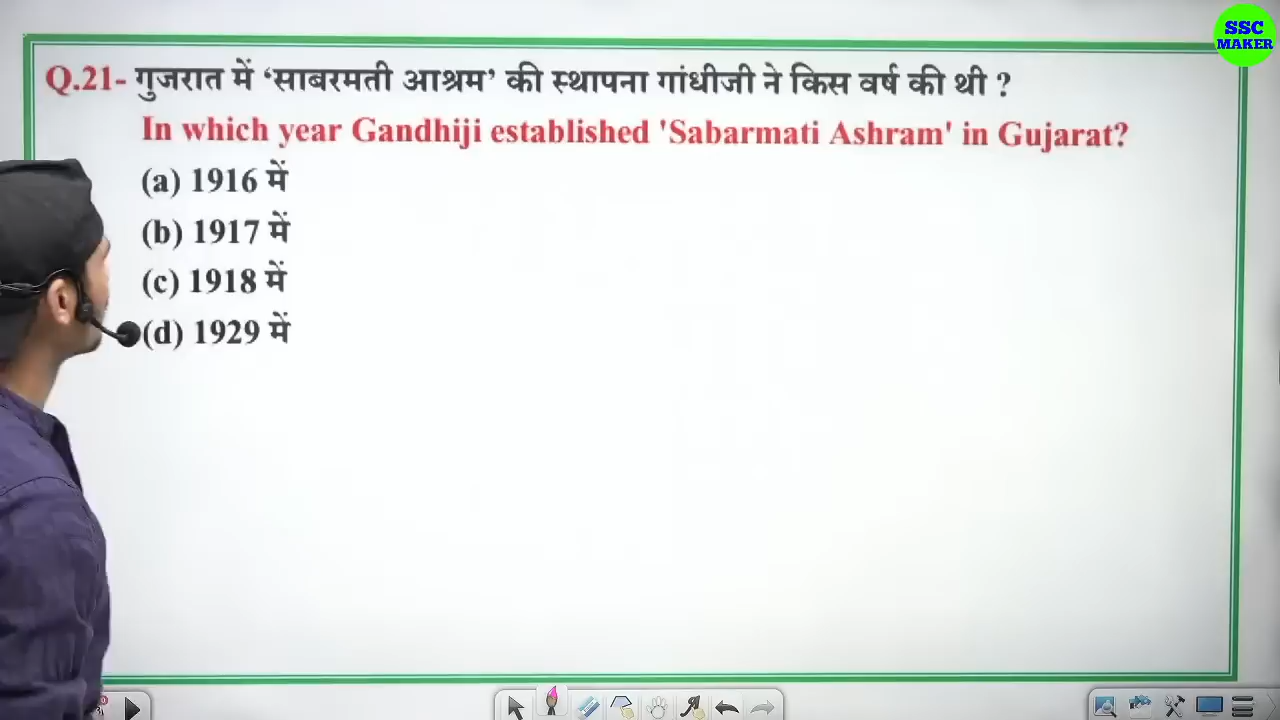 SSC
MAKER
Q.21- गुजरात में ‘साबरमती आश्रम’ की स्थापना गांधीजी ने किस वर्ष की थी ?
In which year Gandhiji established 'Sabarmati Ashram' in Gujarat?
(a) 1916 में
(b) 1917 में
(c) 1918 में
(d) 1929 में